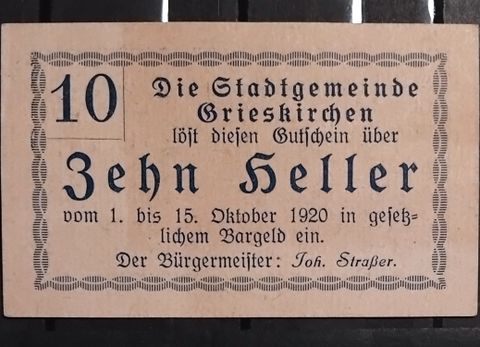 10
Die Stadtgemeinde
Grieskirchen
löst diesen Gutschein über
Zehn Heller
vom 1. bis 15. Oktober 1920 in gesetz-
lichem Bargeld ein.
Der Bürgermeister: Joh. Straßer.